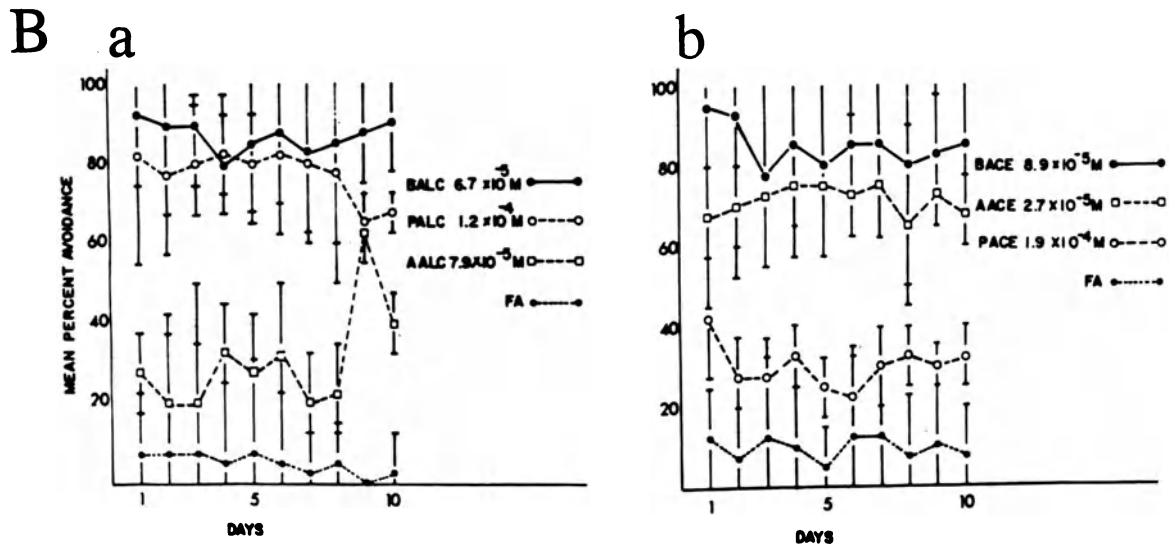 B a
100
80
60
40
20
MEAN PERCENT AVOIDANCE
BALC 6.7 × 10⁻⁵ M
PALC 1.2 × 10⁻⁴ M
AALC 7.9 × 10⁻⁵ M
FA
1 5 10
DAYS
b
100
80
60
40
20
BACE 8.9 × 10⁻⁵ M
AACE 2.7 × 10⁻⁵ M
PACE 1.9 × 10⁻⁴ M
FA
1 5 10
DAYS